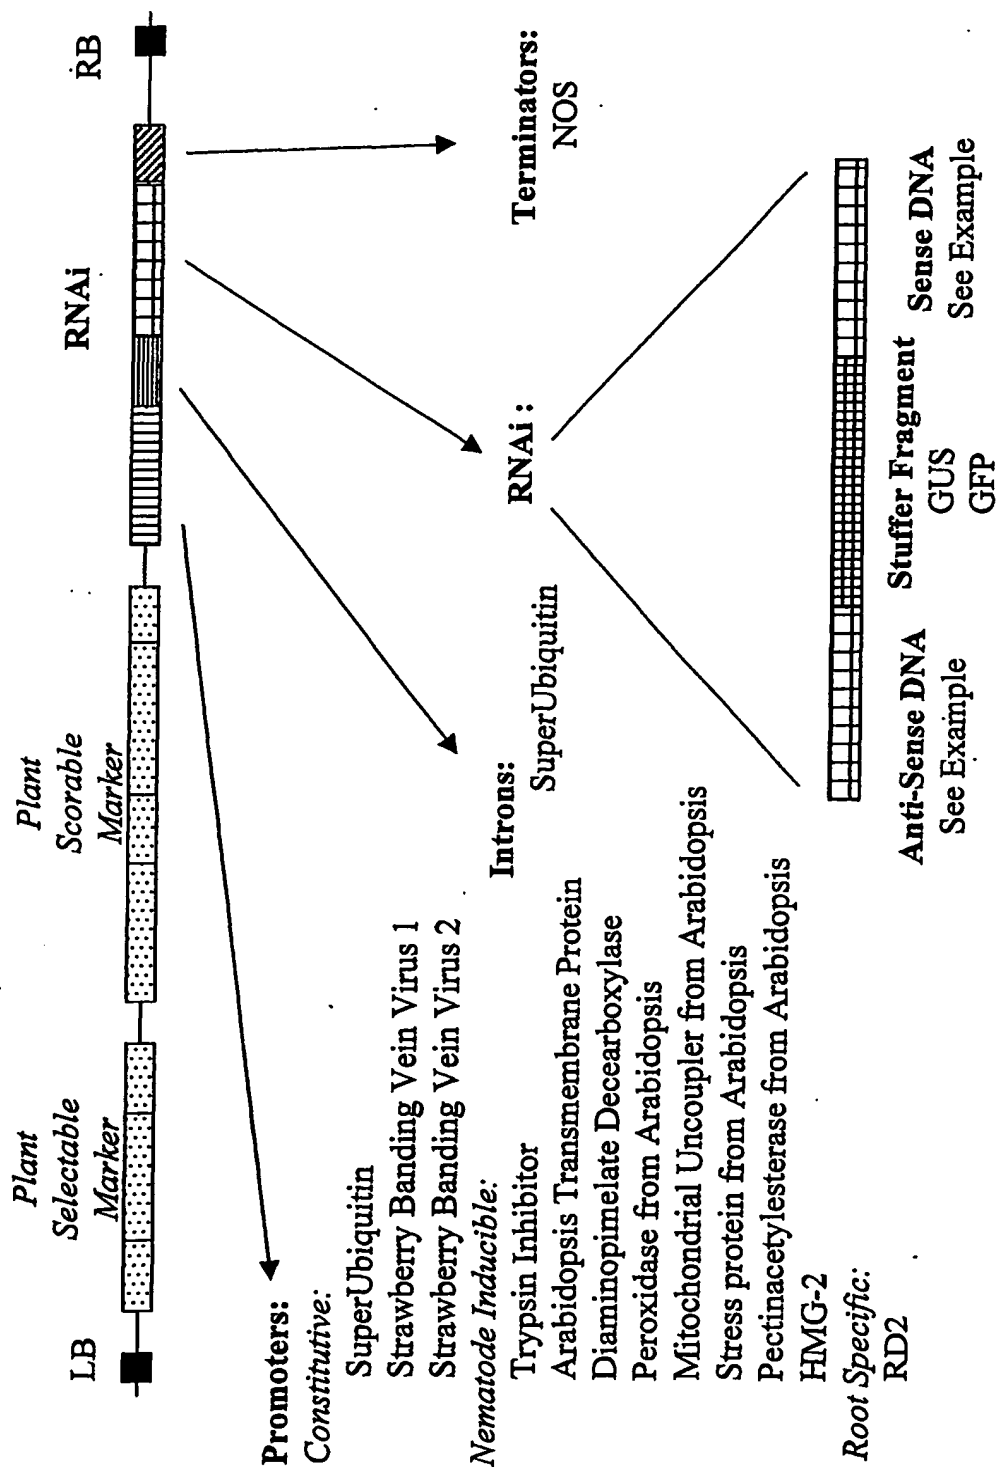 LB
Plant
Selectable
Marker
Plant
Scorable
Marker
RNAi
RB
Promoters:
Constitutive:
SuperUbiquitin
Strawberry Banding Vein Virus 1
Strawberry Banding Vein Virus 2
Nematode Inducible:
Trypsin Inhibitor
Arabidopsis Transmembrane Protein
Diaminopimelate Decearboxylase
Peroxidase from Arabidopsis
Mitochondrial Uncoupler from Arabidopsis
Stress protein from Arabidopsis
Pectinacetylesterase from Arabidopsis
HMG-2
Root Specific:
RD2
Introns:
SuperUbiquitin
RNAi :
Terminators:
NOS
Anti-Sense DNA
See Example
Stuffer Fragment
GUS
GFP
Sense DNA
See Example